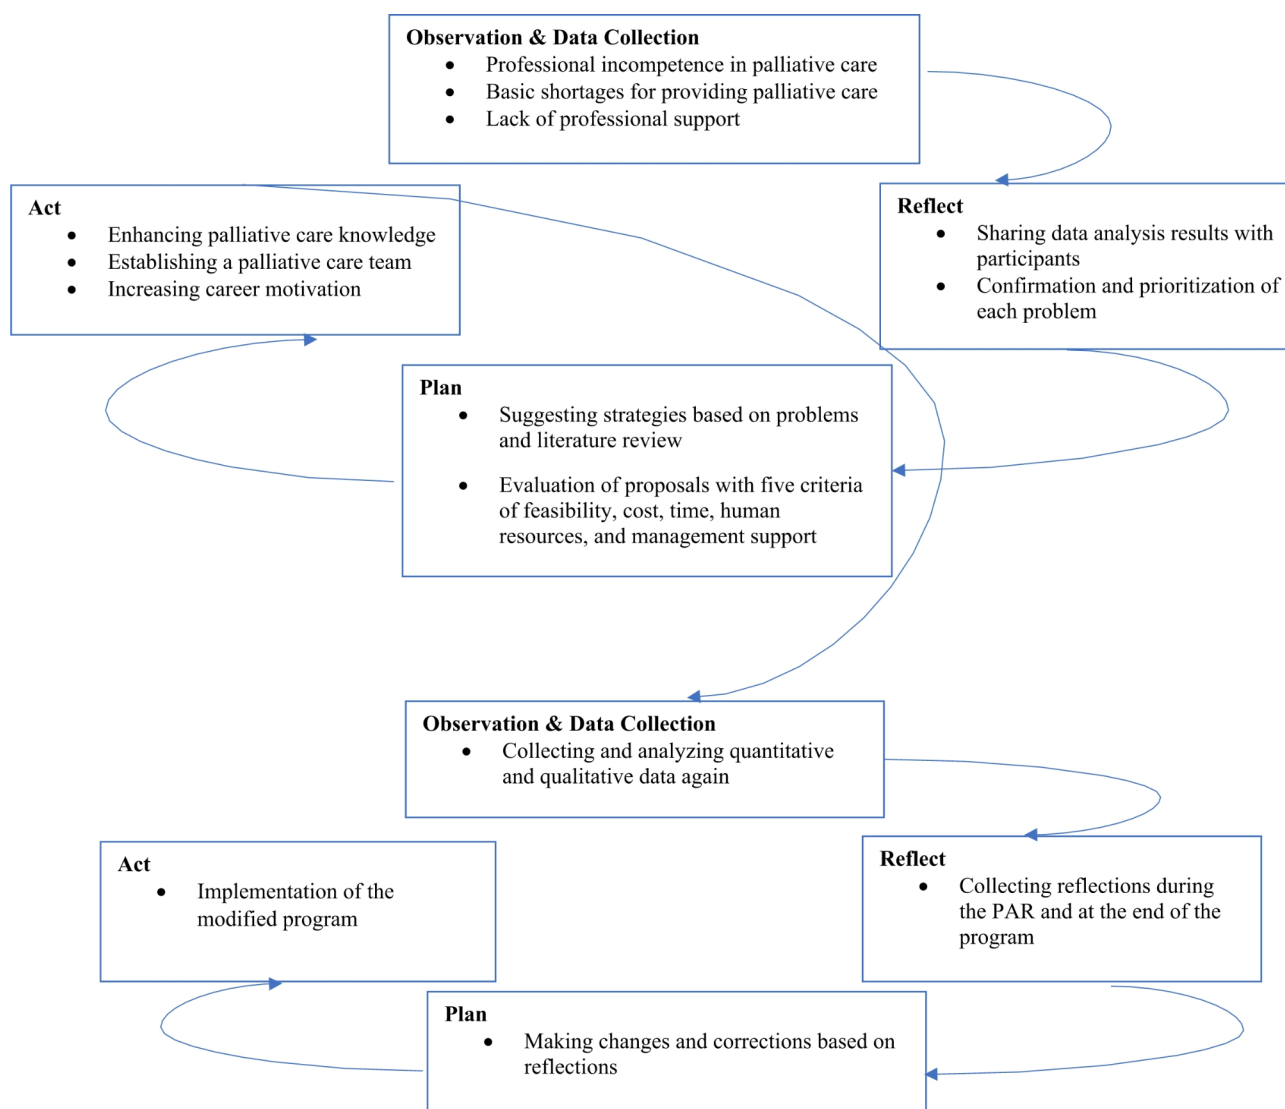 Observation & Data Collection
• Professional incompetence in palliative care
• Basic shortages for providing palliative care
• Lack of professional support
Act
• Enhancing palliative care knowledge
• Establishing a palliative care team
• Increasing career motivation
Reflect
• Sharing data analysis results with
participants
• Confirmation and prioritization of
each problem
Plan
• Suggesting strategies based on problems
and literature review
• Evaluation of proposals with five criteria
of feasibility, cost, time, human
resources, and management support
Observation & Data Collection
• Collecting and analyzing quantitative
and qualitative data again
Act
• Implementation of the
modified program
Reflect
• Collecting reflections during
the PAR and at the end of the
program
Plan
• Making changes and corrections based on
reflections